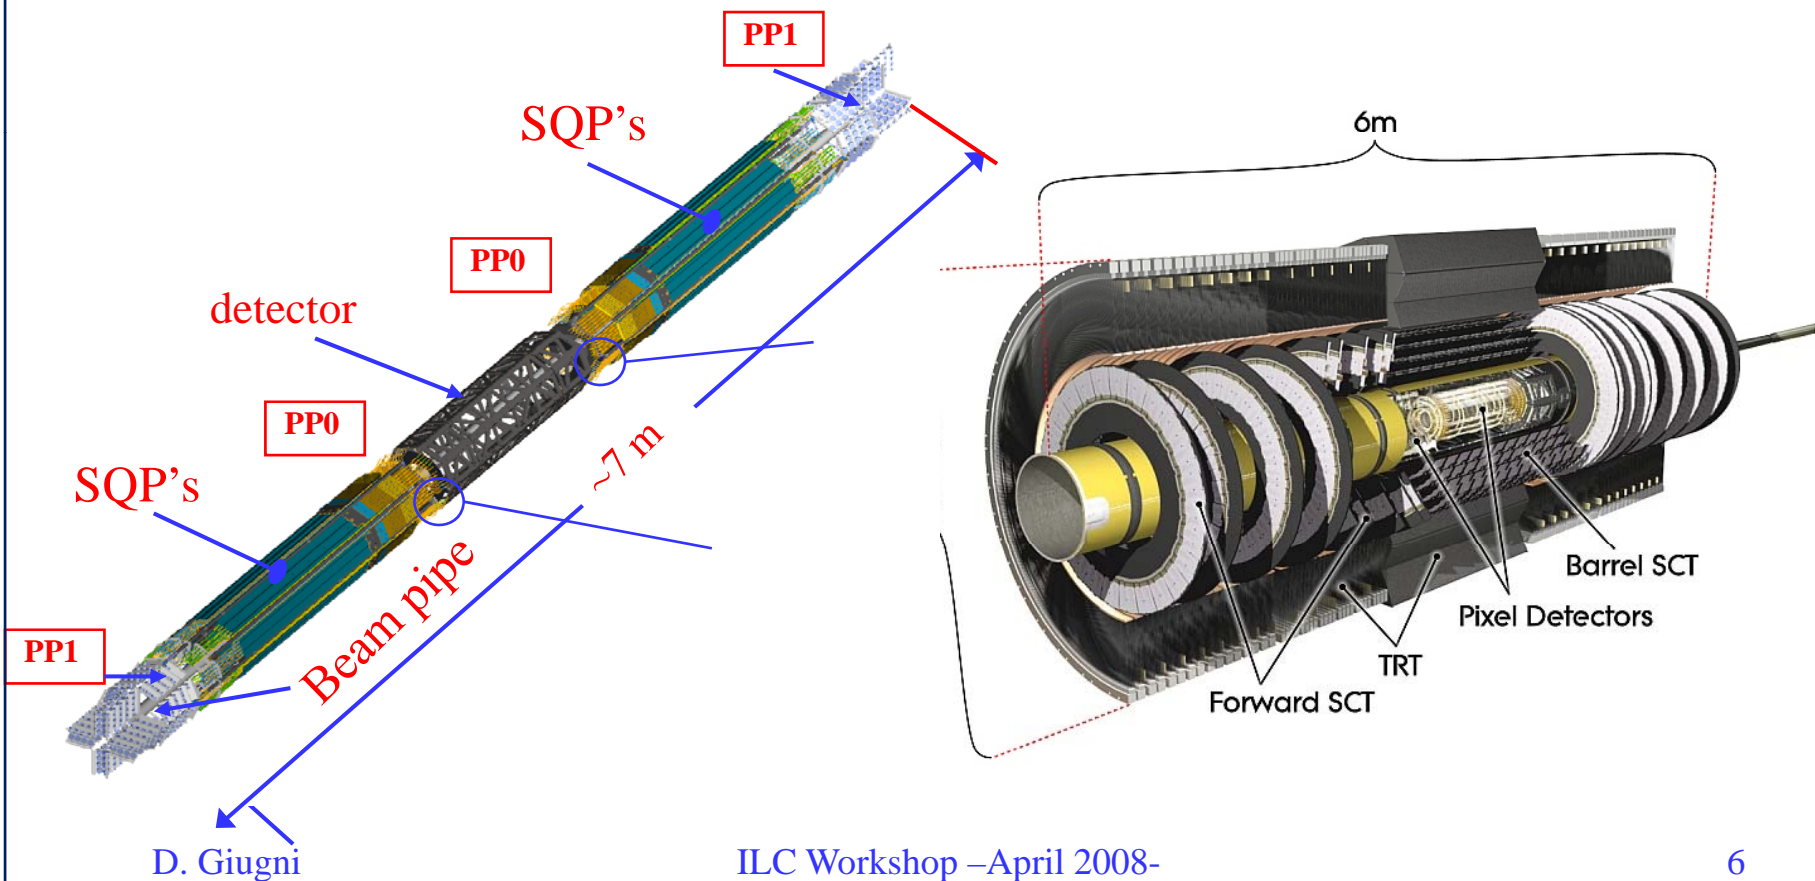 PP1
SQP's
PP0
detector
PP0
SQP's
~7 m
PP1
Beam pipe
6m
Barrel SCT
Pixel Detectors
TRT
Forward SCT
D. Giugni
ILC Workshop –April 2008-
6